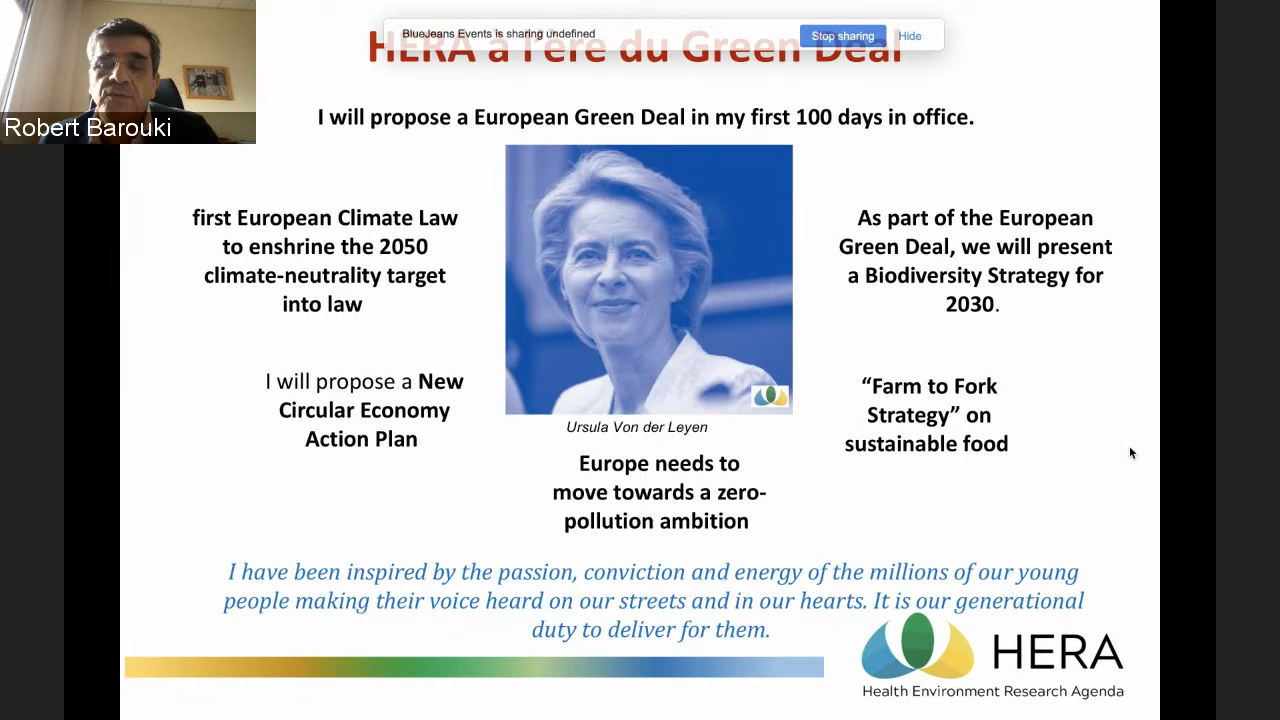 BlueJeans Events is sharing undefined
Stop sharing
Hide
HERA à l'ère du Green Deal
Robert Barouki
I will propose a European Green Deal in my first 100 days in office.
first European Climate Law
to enshrine the 2050
climate-neutrality target
into law
As part of the European
Green Deal, we will present
a Biodiversity Strategy for
2030.
I will propose a New
Circular Economy
Action Plan
“Farm to Fork
Strategy” on
sustainable food
Ursula Von der Leyen
Europe needs to
move towards a zero-
pollution ambition
I have been inspired by the passion, conviction and energy of the millions of our young
people making their voice heard on our streets and in our hearts. It is our generational
duty to deliver for them.
HERA
Health Environment Research Agenda